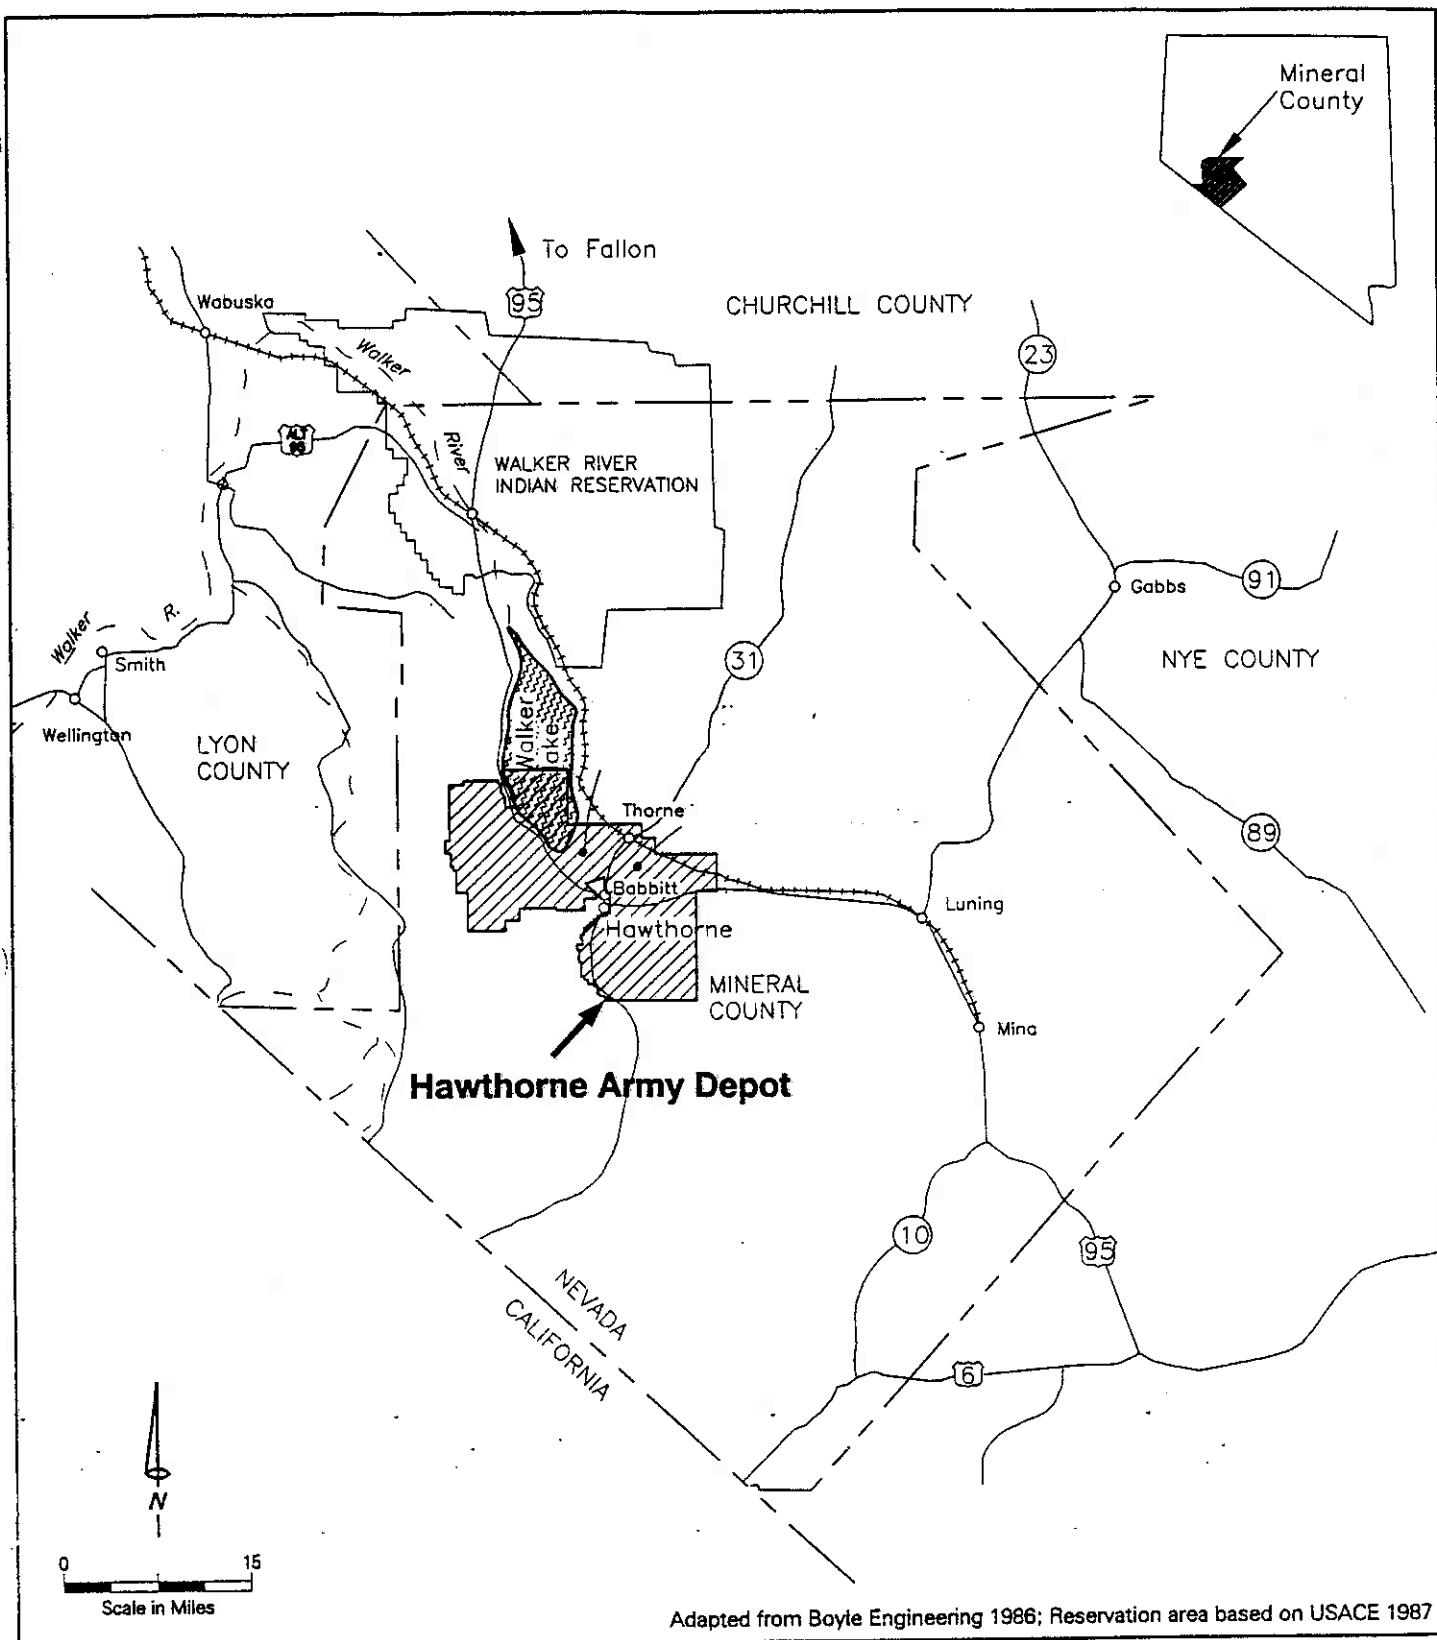 Mineral
County
To Fallon
95
Wabuska
CHURCHILL COUNTY
Walker
23
ALT
95
River
WALKER RIVER
INDIAN RESERVATION
91
Gabbs
Walker
R.
Smith
31
NYE COUNTY
Wellington
Walker
Lake
LYON
COUNTY
Thorne
89
Babbitt
Luning
Hawthorne
MINERAL
COUNTY
Mina
Hawthorne Army Depot
10
95
NEVADA
CALIFORNIA
6
N
0 15
Scale in Miles
Adapted from Boyle Engineering 1986; Reservation area based on USACE 1987